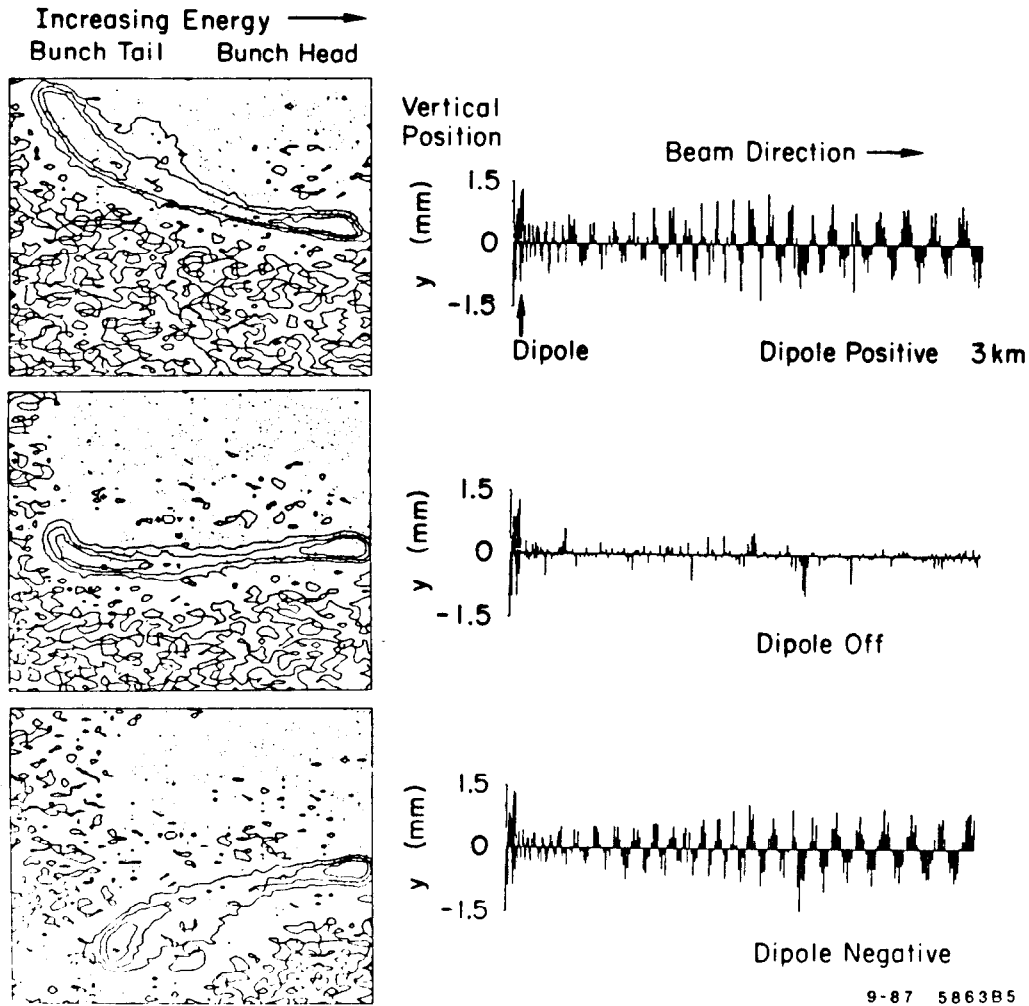 Increasing Energy
Bunch Tail Bunch Head
Vertical
Position
Beam Direction
1.5
0
-1.5
y (mm)
Dipole
Dipole Positive 3km
1.5
0
-1.5
y (mm)
Dipole Off
1.5
0
-1.5
y (mm)
Dipole Negative
9-87 5863B5